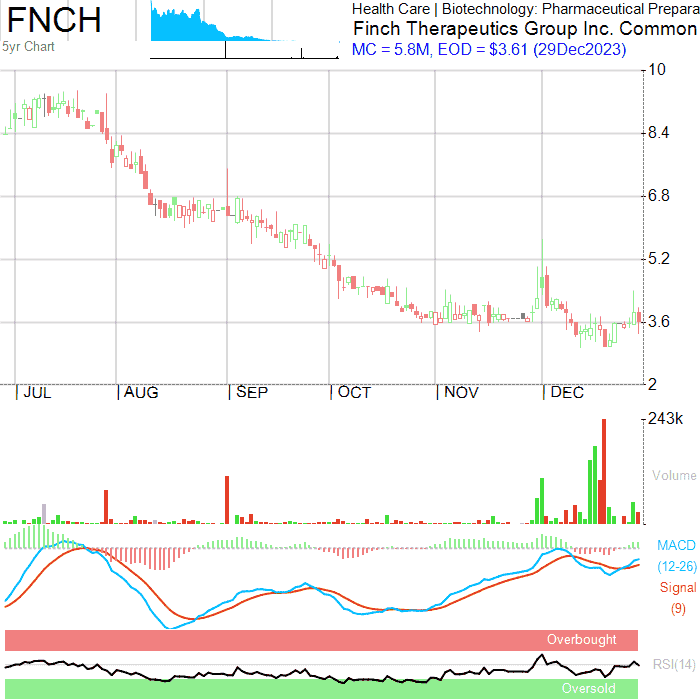 FNCH
5yr Chart
Health Care | Biotechnology: Pharmaceutical Prepara
Finch Therapeutics Group Inc. Common
MC = 5.8M, EOD = $3.61 (29Dec2023)
10
8.4
6.8
5.2
3.6
2
|JUL |AUG |SEP |OCT |NOV |DEC
243k
Volume
MACD
(12-26)
Signal
(9)
Overbought
RSI(14)
Oversold